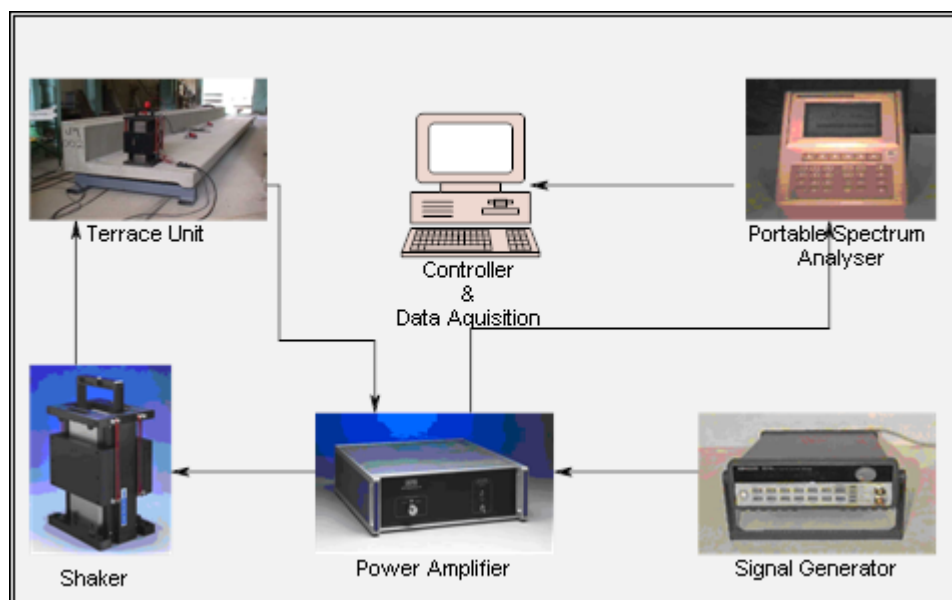 Terrace Unit
Controller
&
Data Aquisition
Portable Spectrum
Analyser
Shaker
Power Amplifier
Signal Generator